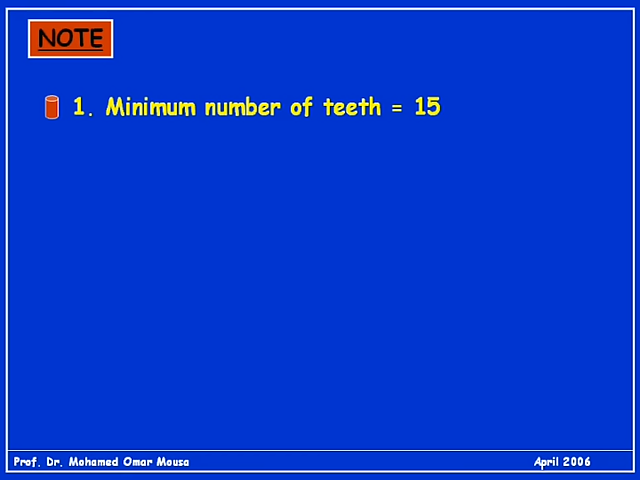 NOTE
1. Minimum number of teeth = 15
Prof. Dr. Mohamed Omar Mousa
April 2006